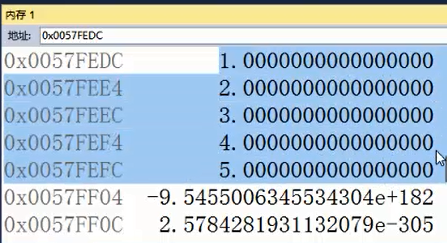 内存 1
地址: 0x0057FEDC
0x0057FEDC 1.0000000000000000
0x0057FEE4 2.0000000000000000
0x0057FEEC 3.0000000000000000
0x0057FEF4 4.0000000000000000
0x0057FEFC 5.0000000000000000
0x0057FF04 -9.5455006345534304e+182
0x0057FF0C 2.5784281931132079e-305